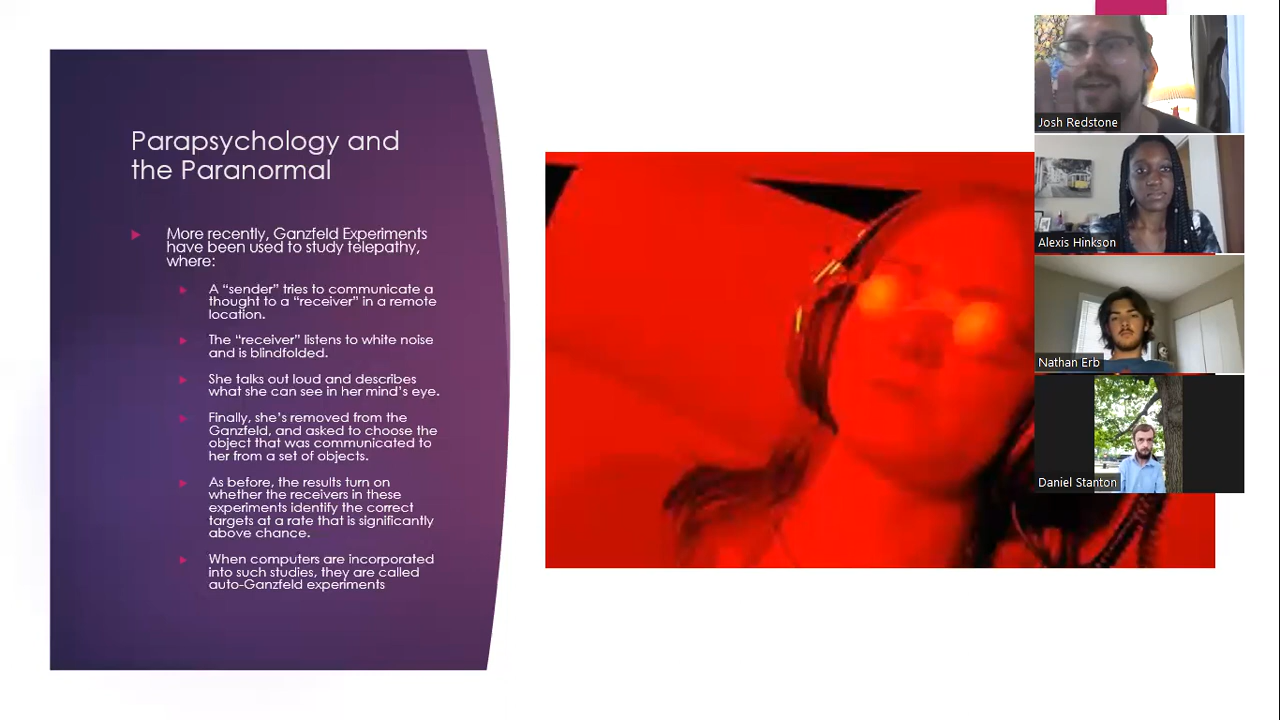 Parapsychology and
the Paranormal
More recently, Ganzfeld Experiments
have been used to study telepathy,
where:
A “sender” tries to communicate a
thought to a “receiver” in a remote
location.
The “receiver” listens to white noise
and is blindfolded.
She talks out loud and describes
what she can see in her mind’s eye.
Finally, she’s removed from the
Ganzfeld, and asked to choose the
object that was communicated to
her from a set of objects.
As before, the results turn on
whether the receivers in these
experiments identify the correct
targets at a rate that is significantly
above chance.
When computers are incorporated
into such studies, they are called
auto-Ganzfeld experiments
Josh Redstone
Alexis Hinkson
Nathan Erb
Daniel Stanton